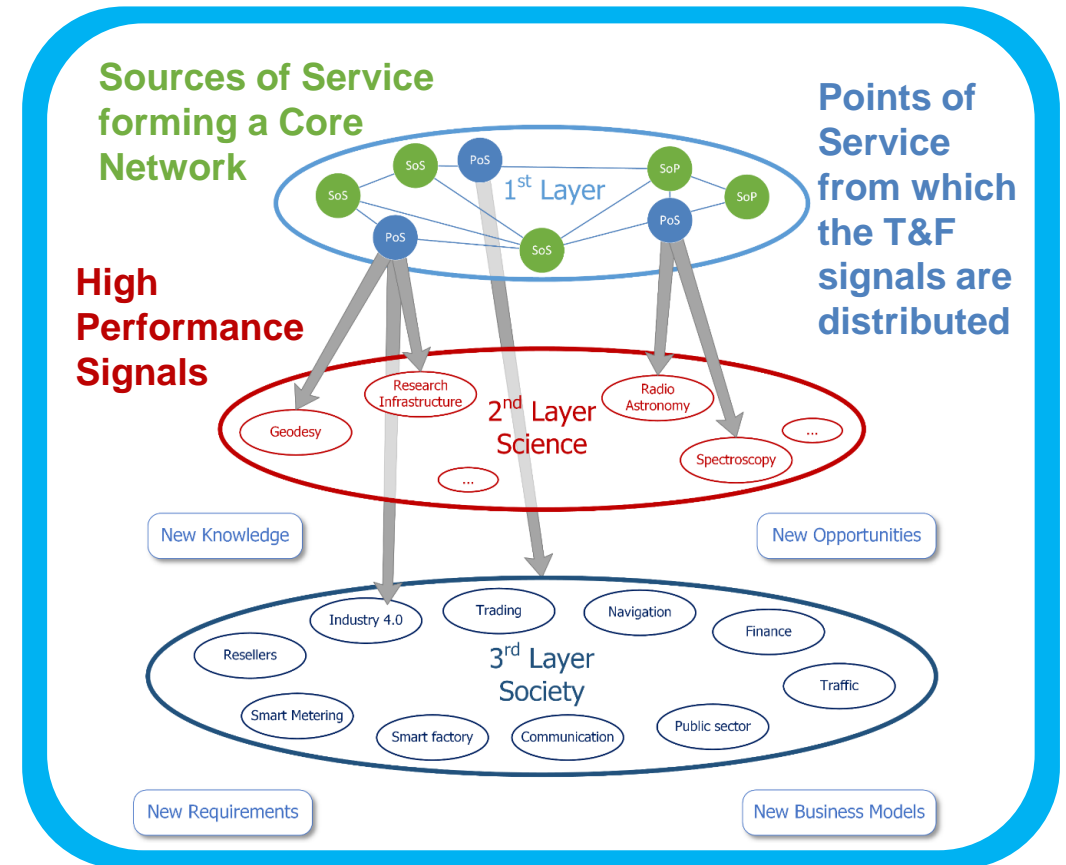 Sources of Service
forming a Core
Network
Points of
Service
from which
the T&F
signals are
distributed
SoS
SoS
PoS
SoP
SoP
1st Layer
PoS
PoS
SoS
High
Performance
Signals
Research
Infrastructure
Radio
Astronomy
Geodesy
2nd Layer
Science
...
Spectroscopy
...
New Knowledge
New Opportunities
Industry 4.0
Trading
Navigation
Finance
Resellers
3rd Layer
Society
Traffic
Smart Metering
Smart factory
Communication
Public sector
New Requirements
New Business Models